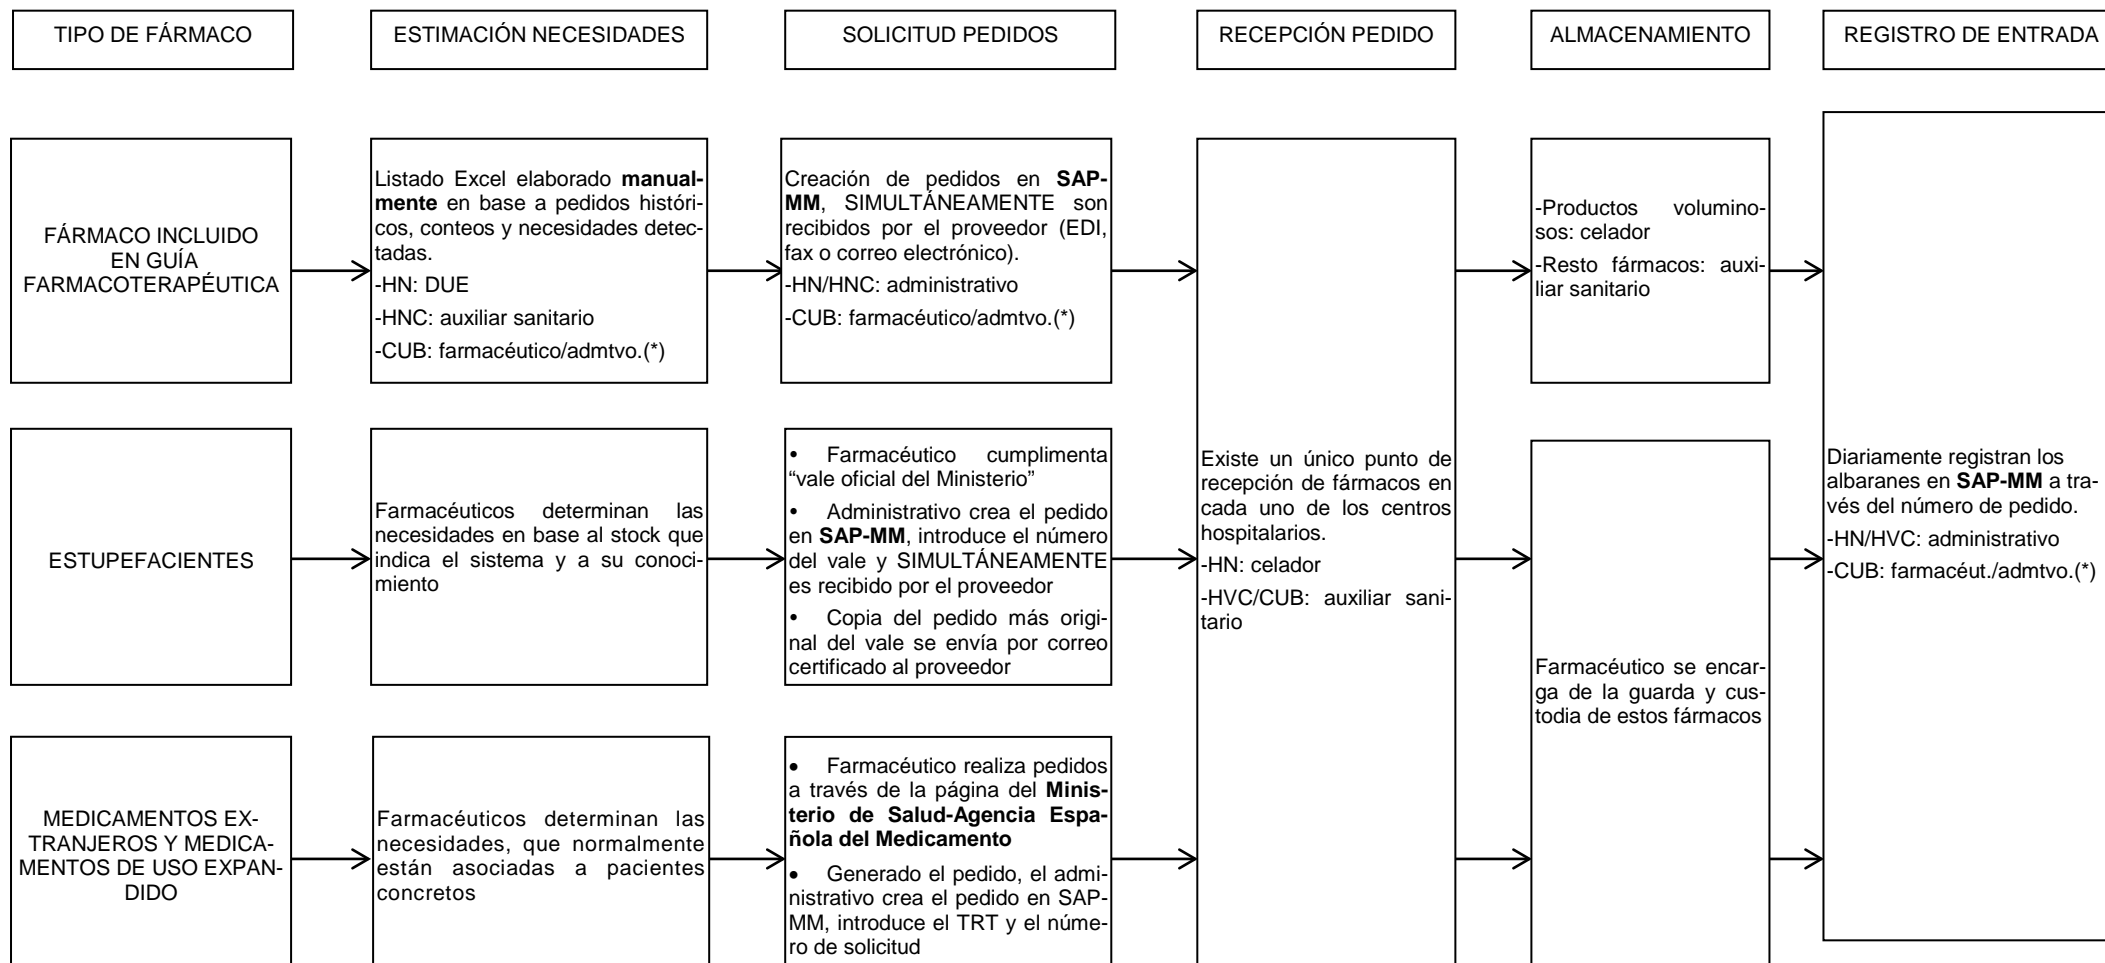 TIPO DE FÁRMACO
ESTIMACIÓN NECESIDADES
SOLICITUD PEDIDOS
RECEPCIÓN PEDIDO
ALMACENAMIENTO
REGISTRO DE ENTRADA
FÁRMACO INCLUIDO
EN GUÍA
FARMACOTERAPÉUTICA
Listado Excel elaborado manual-
mente en base a pedidos históri-
cos, conteos y necesidades detec-
tadas.
-HN: DUE
-HNC: auxiliar sanitario
-CUB: farmacéutico/admtvo.(*)
Creación de pedidos en SAP-
MM, SIMULTÁNEAMENTE son
recibidos por el proveedor (EDI,
fax o correo electrónico).
-HN/HNC: administrativo
-CUB: farmacéutico/admtvo.(*)
-Productos volumino-
sos: celador
-Resto fármacos: auxi-
liar sanitario
ESTUPEFACIENTES
Farmacéuticos determinan las
necesidades en base al stock que
indica el sistema y a su conoci-
miento
• Farmacéutico cumplimenta
“vale oficial del Ministerio”
• Administrativo crea el pedido
en SAP-MM, introduce el número
del vale y SIMULTÁNEAMENTE
es recibido por el proveedor
• Copia del pedido más origi-
nal del vale se envía por correo
certificado al proveedor
Existe un único punto de
recepción de fármacos en
cada uno de los centros
hospitalarios.
-HN: celador
-HVC/CUB: auxiliar sani-
tario
Farmacéutico se encar-
ga de la guarda y cus-
todia de estos fármacos
Diariamente registran los
albaranes en SAP-MM a tra-
vés del número de pedido.
-HN/HVC: administrativo
-CUB: farmacéut./admtvo.(*)
MEDICAMENTOS EX-
TRANJEROS Y MEDICA-
MENTOS DE USO EXPAN-
DIDO
Farmacéuticos determinan las
necesidades, que normalmente
están asociadas a pacientes
concretos
• Farmacéutico realiza pedidos
a través de la página del Minis-
terio de Salud-Agencia Espa-
ñola del Medicamento
• Generado el pedido, el admi-
nistrativo crea el pedido en SAP-
MM, introduce el TRT y el núme-
ro de solicitud